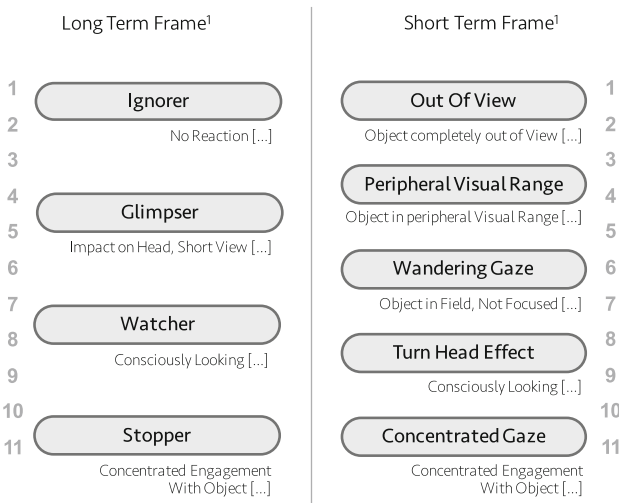 Long Term Frame¹
1
2
3
4
5
6
7
8
9
10
11
Ignorer
No Reaction [...]
Glimpser
Impact on Head, Short View [...]
Watcher
Consciously Looking [...]
Stopper
Concentrated Engagement
With Object [...]
Short Term Frame¹
Out Of View
Object completely out of View [...]
Peripheral Visual Range
Object in peripheral Visual Range [...]
Wandering Gaze
Object in Field, Not Focused [...]
Turn Head Effect
Consciously Looking [...]
Concentrated Gaze
Concentrated Engagement
With Object [...]
1
2
3
4
5
6
7
8
9
10
11